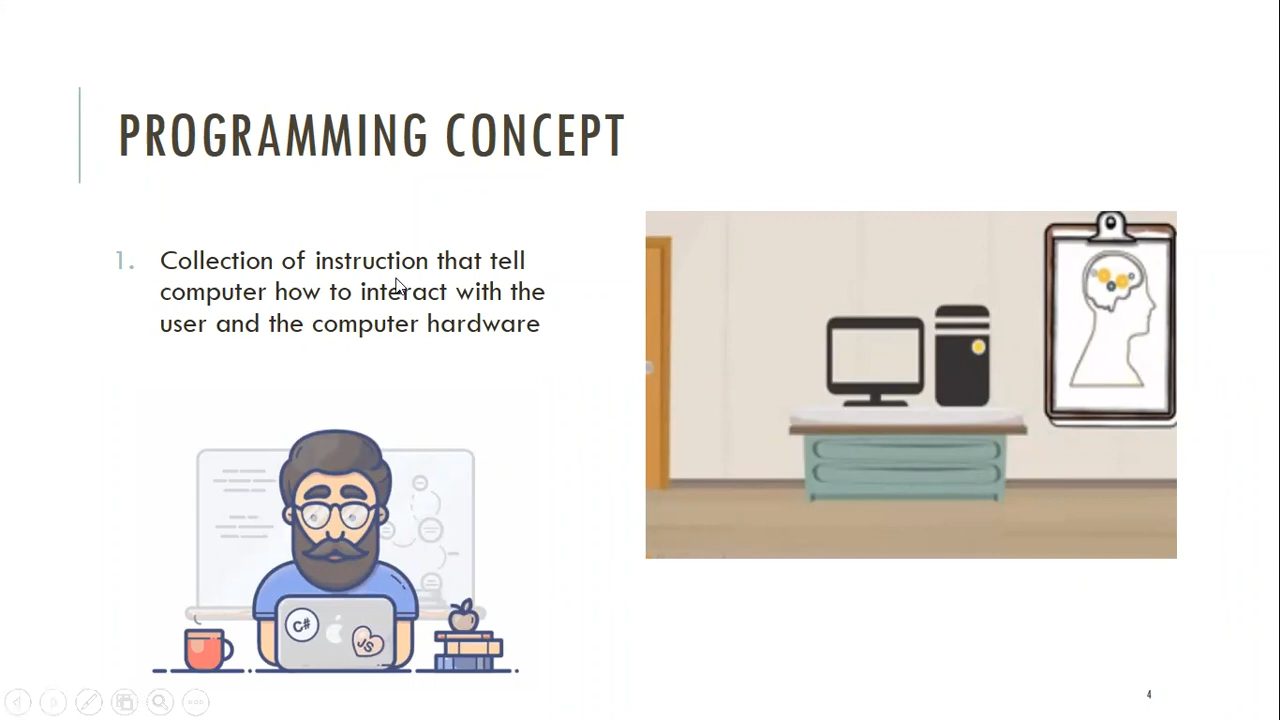 PROGRAMMING CONCEPT
1. Collection of instruction that tell
computer how to interact with the
user and the computer hardware
C#
JS
4